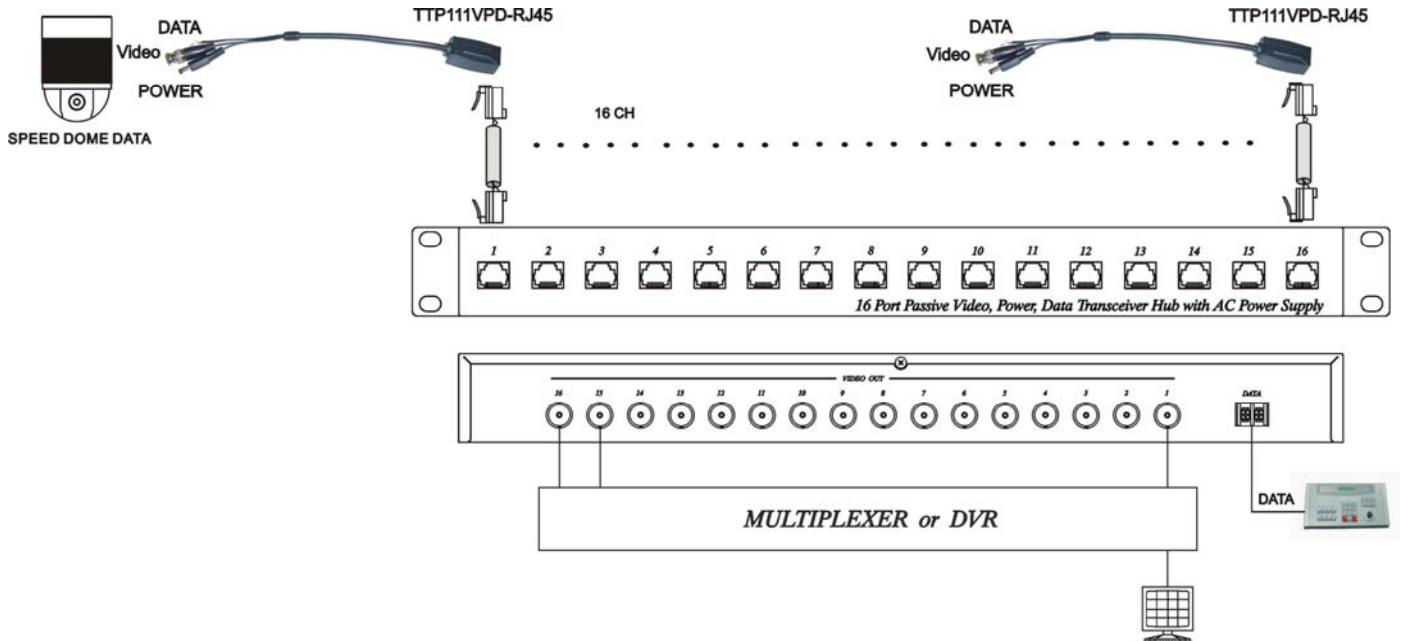 TTP111VPD-RJ45
TTP111VPD-RJ45
DATA
Video
POWER
DATA
Video
POWER
SPEED DOME DATA
16 CH
1 2 3 4 5 6 7 8 9 10 11 12 13 14 15 16
16 Port Passive Video, Power, Data Transceiver Hub with AC Power Supply
VIDEO OUT
16 15 14 13 12 11 10 9 8 7 6 5 4 3 2 1
DATA
DATA
MULTIPLEXER or DVR